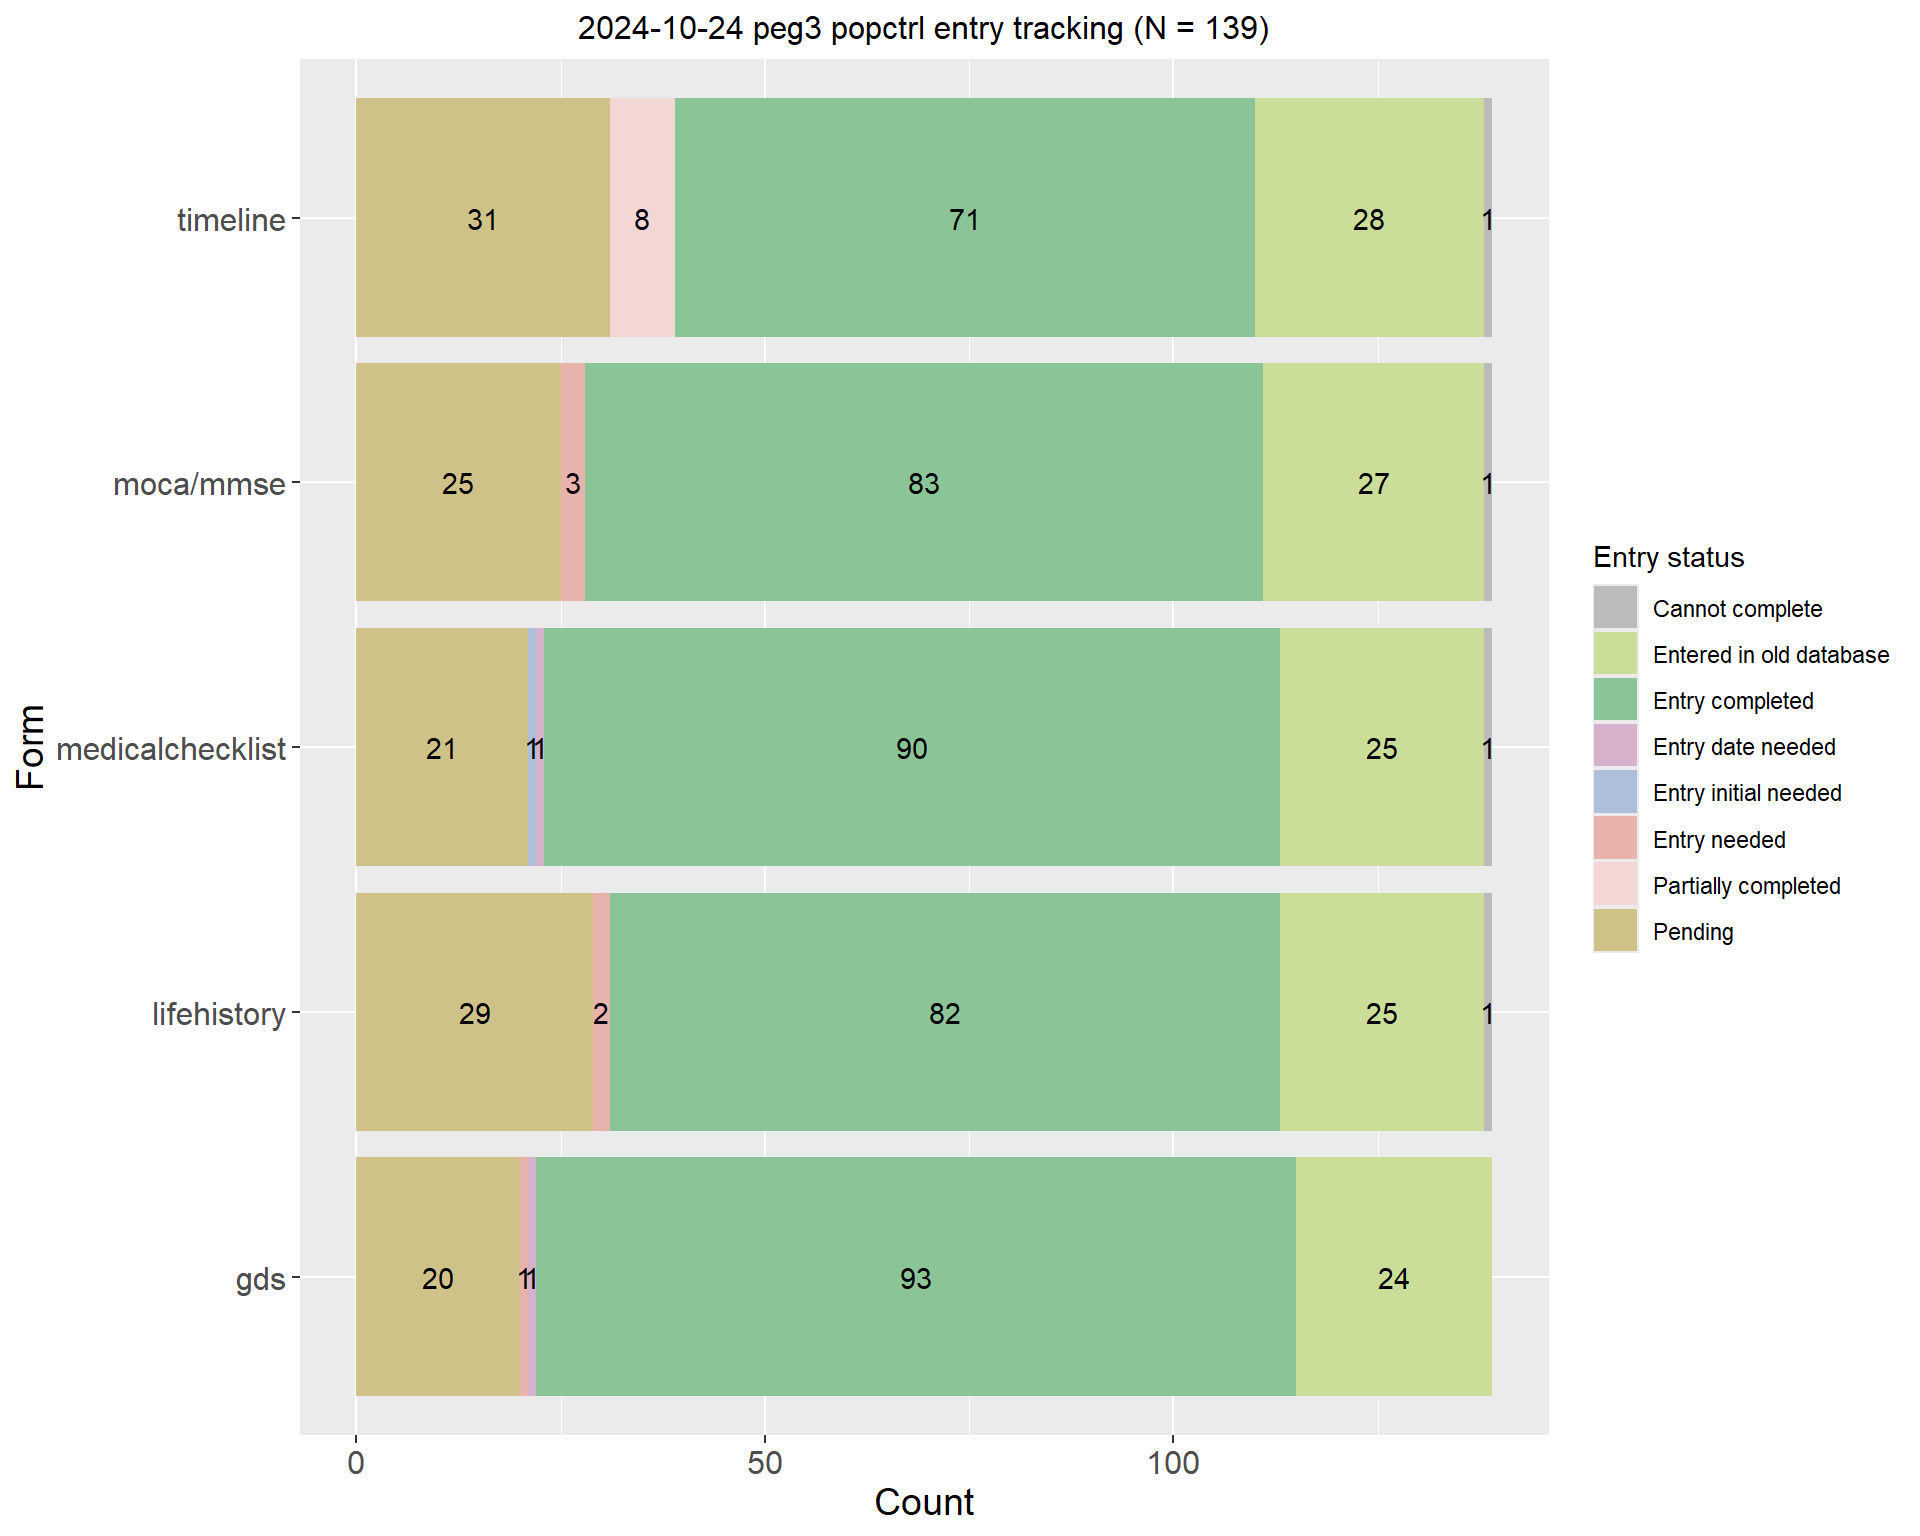 2024-10-24 peg3 popctrl entry tracking (N = 139)
timeline
31 8 71 28 1
moca/mmse
25 3 83 27 1
medicalchecklist
21 1 1 90 25 1
lifehistory
29 2 82 25 1
gds
20 1 1 93 24
Form
0 50 100
Count
Entry status
Cannot complete
Entered in old database
Entry completed
Entry date needed
Entry initial needed
Entry needed
Partially completed
Pending